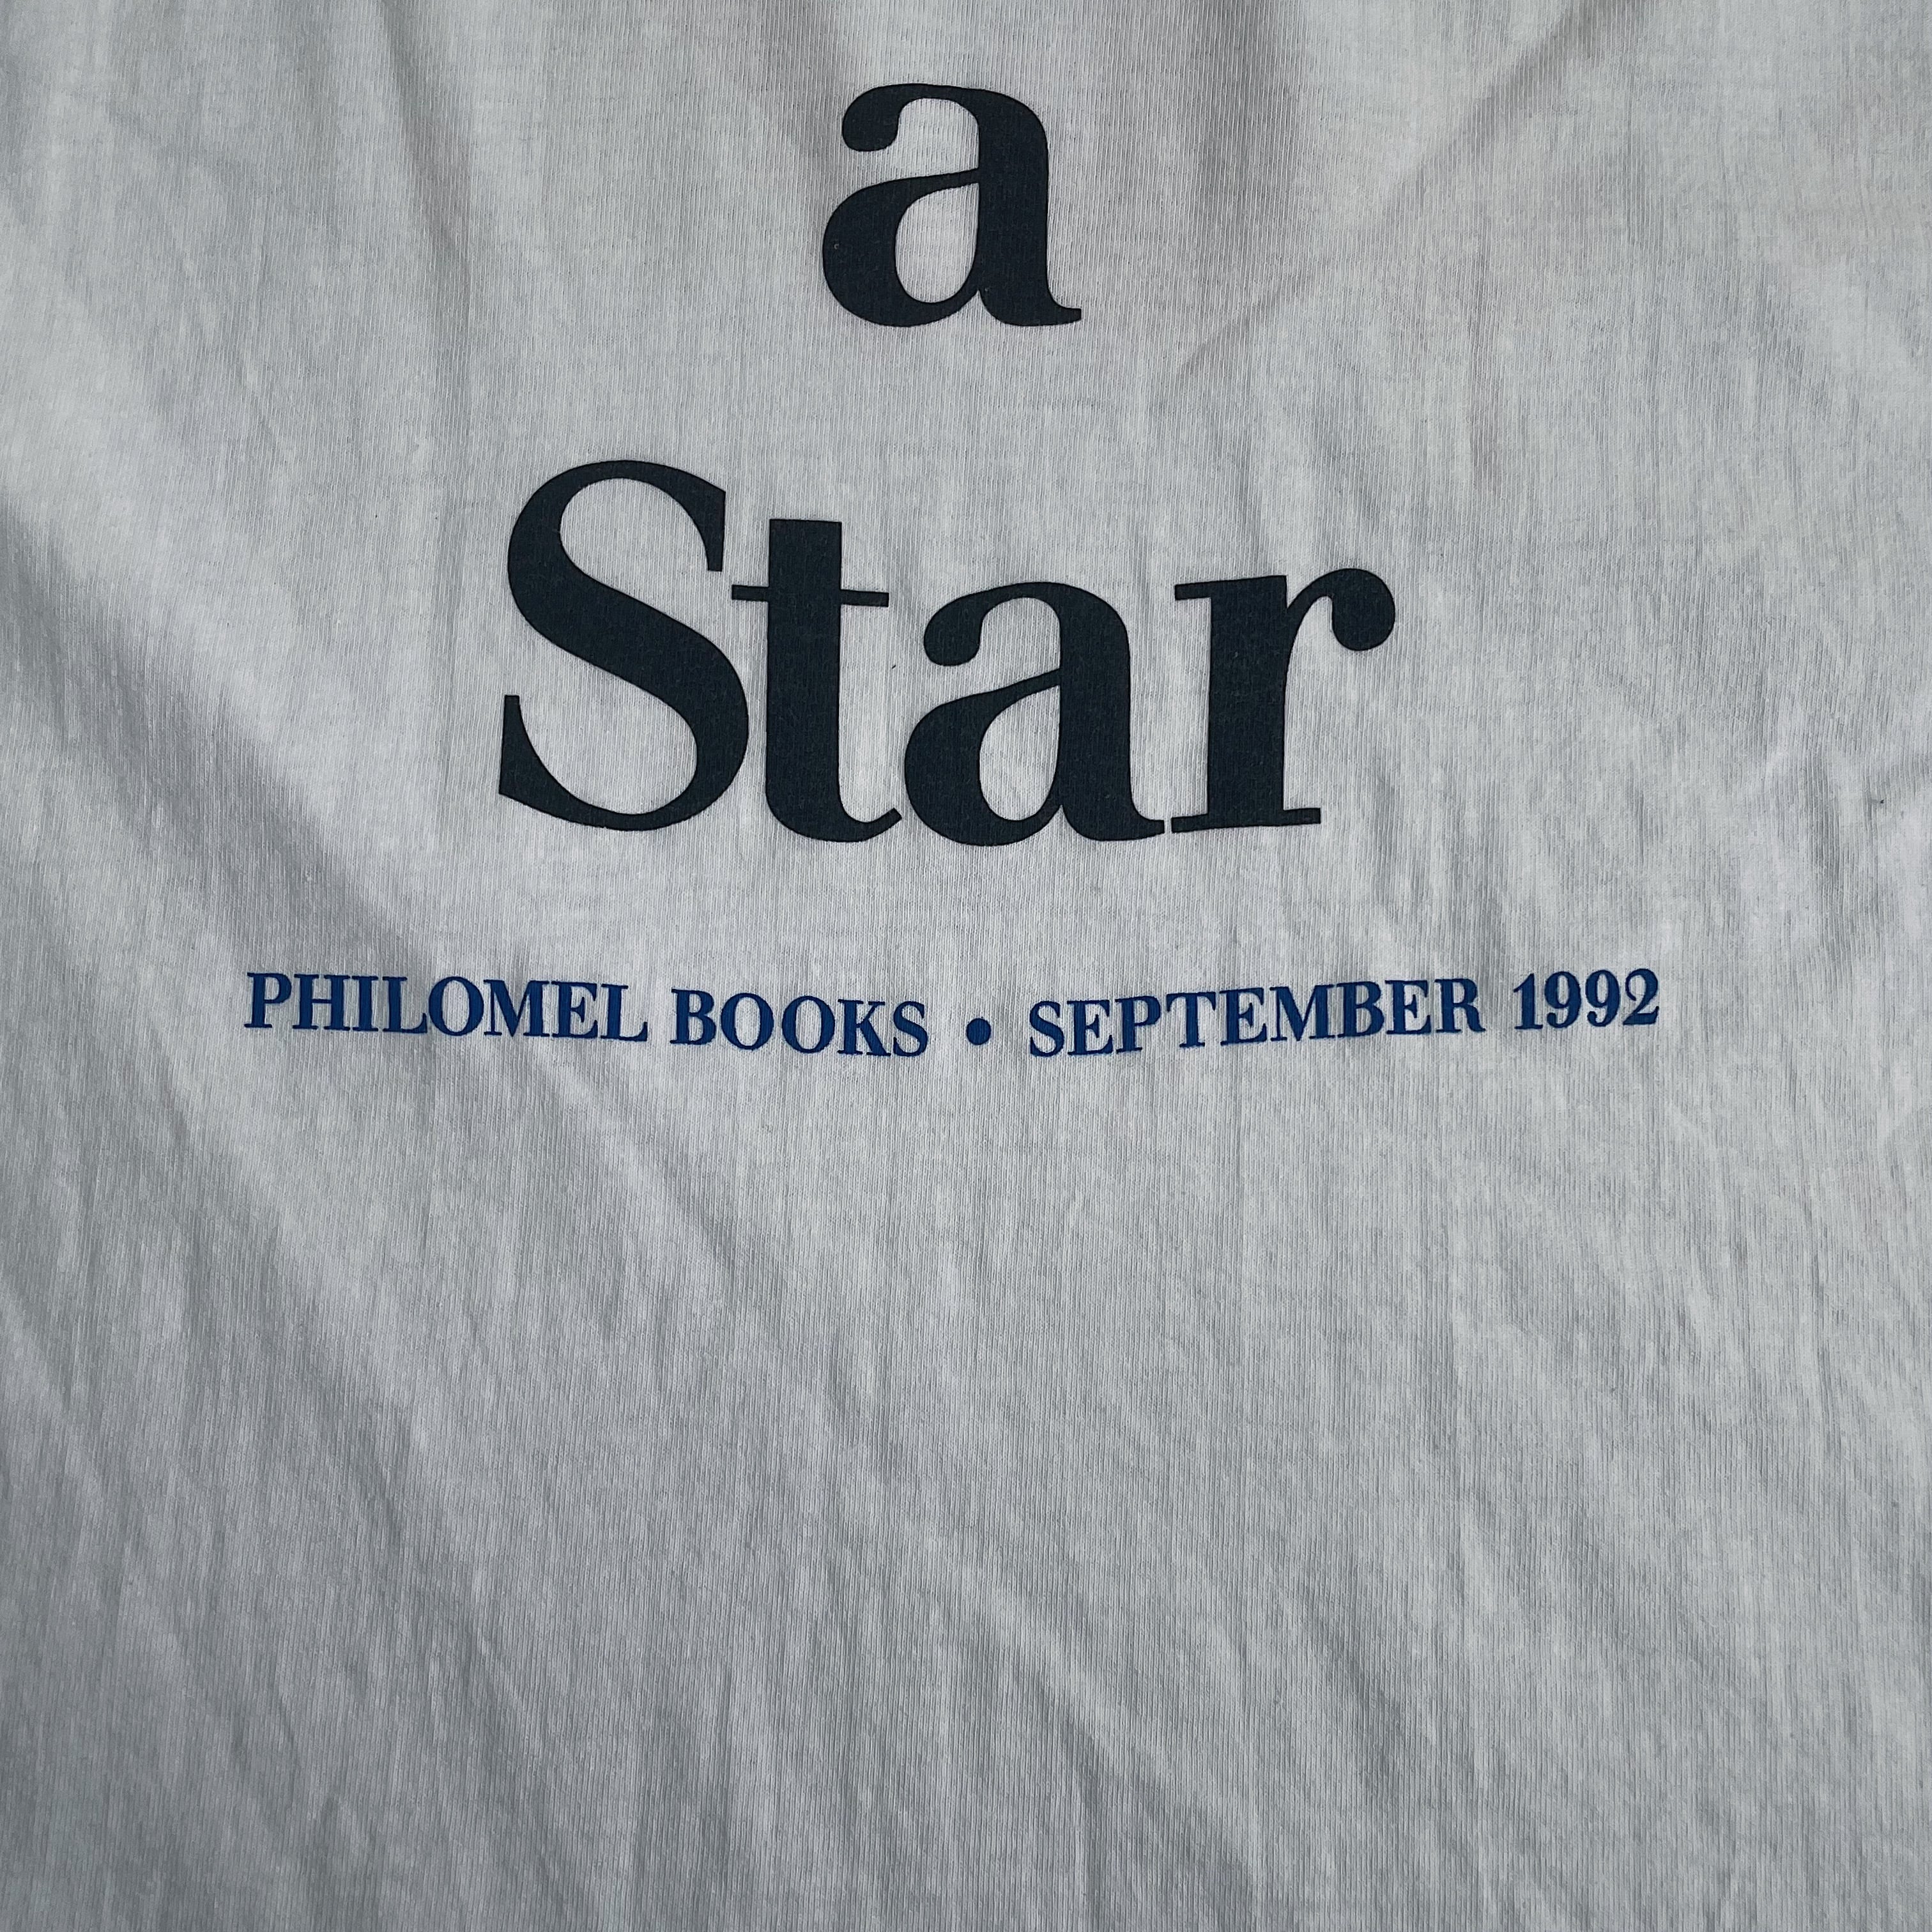 a
Star
PHILOMEL BOOKS • SEPTEMBER 1992